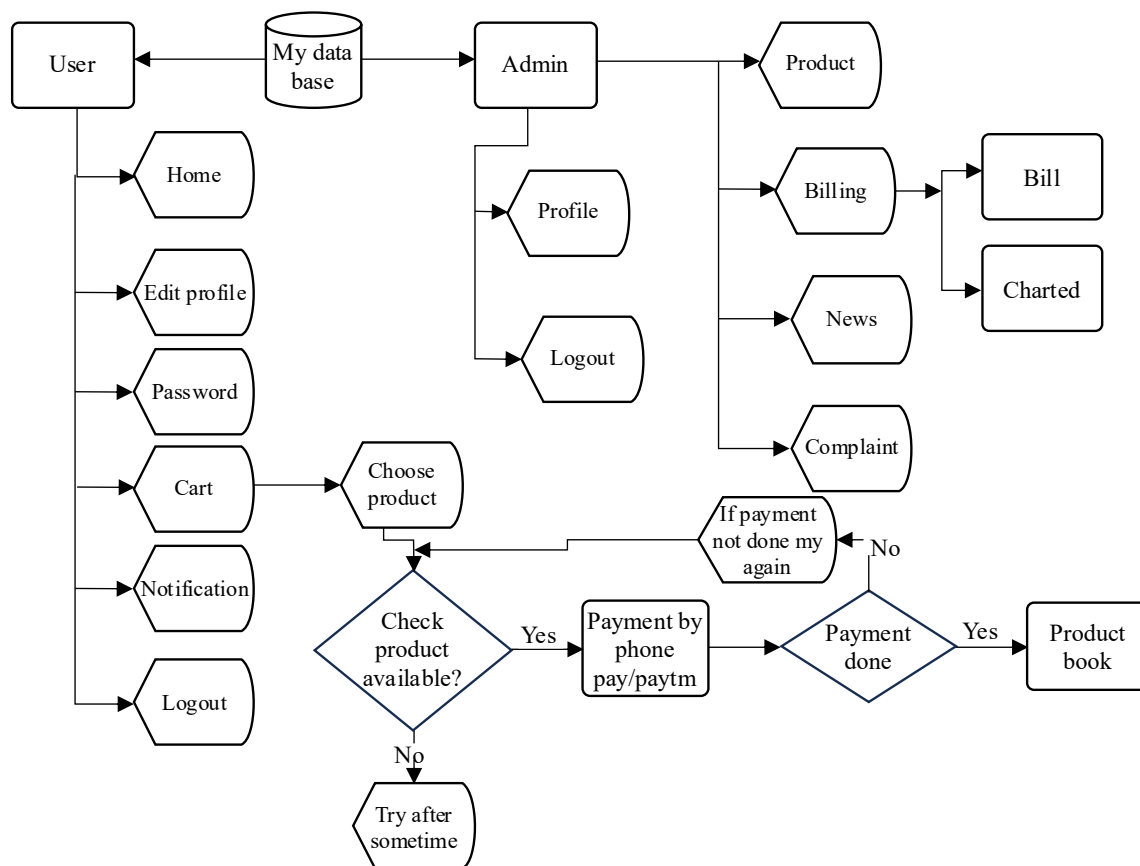 User
My data
base
Admin
Product
Home
Profile
Billing
Bill
Edit profile
Charted
News
Logout
Password
Complaint
Cart
Choose
product
If payment
not done my
again
No
Notification
Check
product
available?
Yes
Payment by
phone
pay/paytm
Payment
done
Yes
Product
book
Logout
No
Try after
sometime